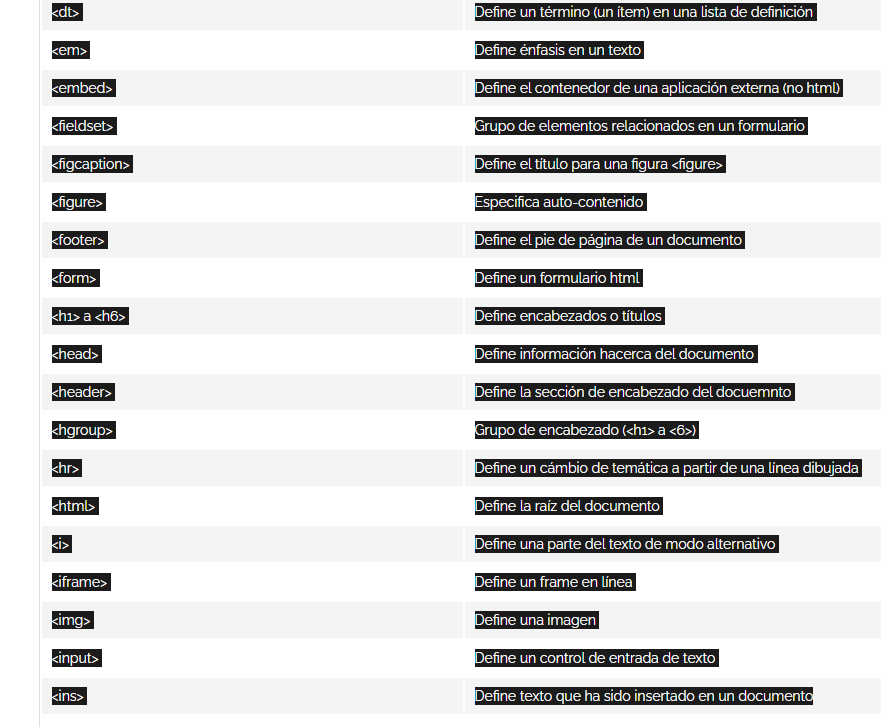 <dt> Define un término (un ítem) en una lista de definición
<em> Define énfasis en un texto
<embed> Define el contenedor de una aplicación externa (no html)
<fieldset> Grupo de elementos relacionados en un formulario
<figcaption> Define el título para una figura <figure>
<figure> Especifica auto-contenido
<footer> Define el pie de página de un documento
<form> Define un formulario html
<h1> a <h6> Define encabezados o títulos
<head> Define información hacerca del documento
<header> Define la sección de encabezado del docuemnto
<hgroup> Grupo de encabezado (<h1> a <6>)
<hr> Define un cámbio de temática a partir de una línea dibujada
<html> Define la raíz del documento
<i> Define una parte del texto de modo alternativo
<iframe> Define un frame en línea
<img> Define una imagen
<input> Define un control de entrada de texto
<ins> Define texto que ha sido insertado en un documento